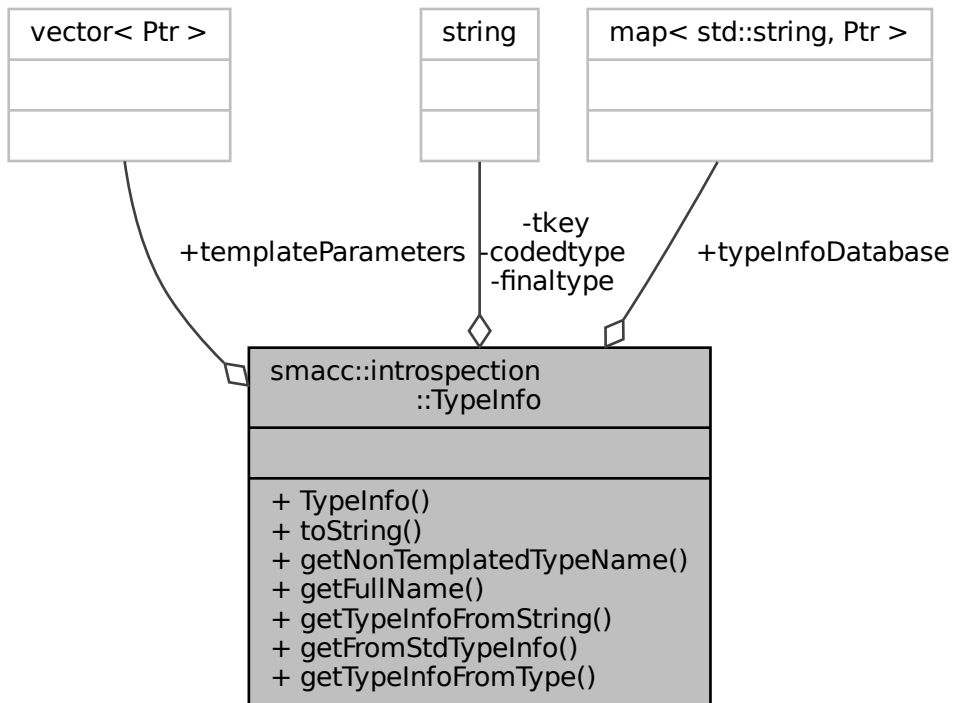 vector< Ptr >
string
map< std::string, Ptr >
-tkey
-codedtype
-finaltype
+templateParameters
+typeInfoDatabase
smacc::introspection
::TypeInfo
+ TypeInfo()
+ toString()
+ getNonTemplatedTypeName()
+ getFullName()
+ getTypeInfoFromString()
+ getFromStdTypeInfo()
+ getTypeInfoFromType()